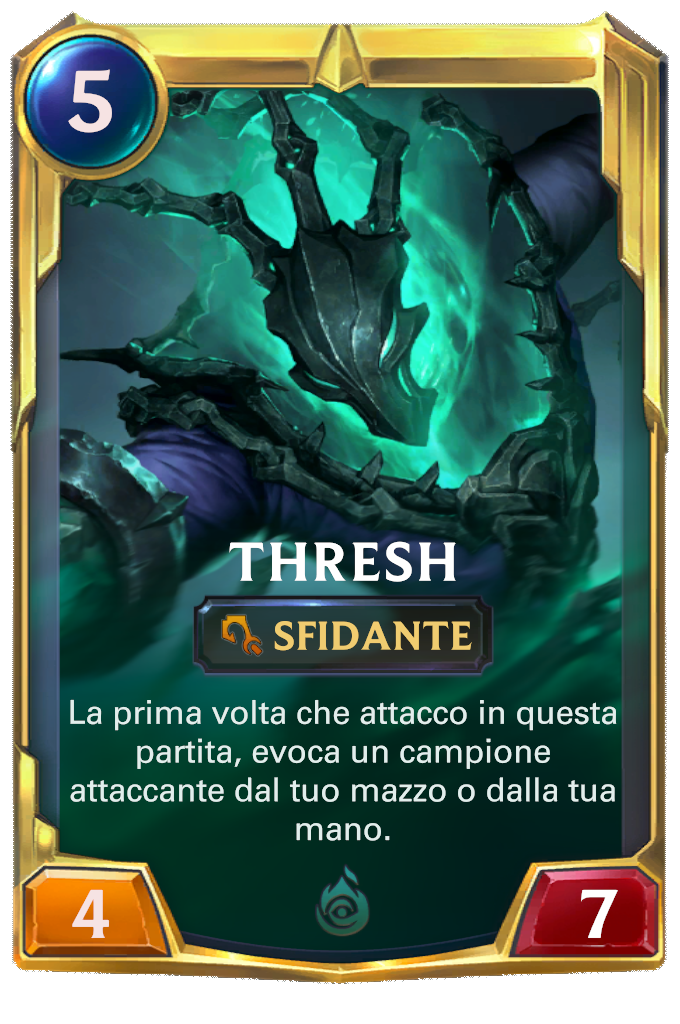 5
THRESH
SFIDANTE
La prima volta che attacco in questa
partita, evoca un campione
attaccante dal tuo mazzo o dalla tua
mano.
4
7